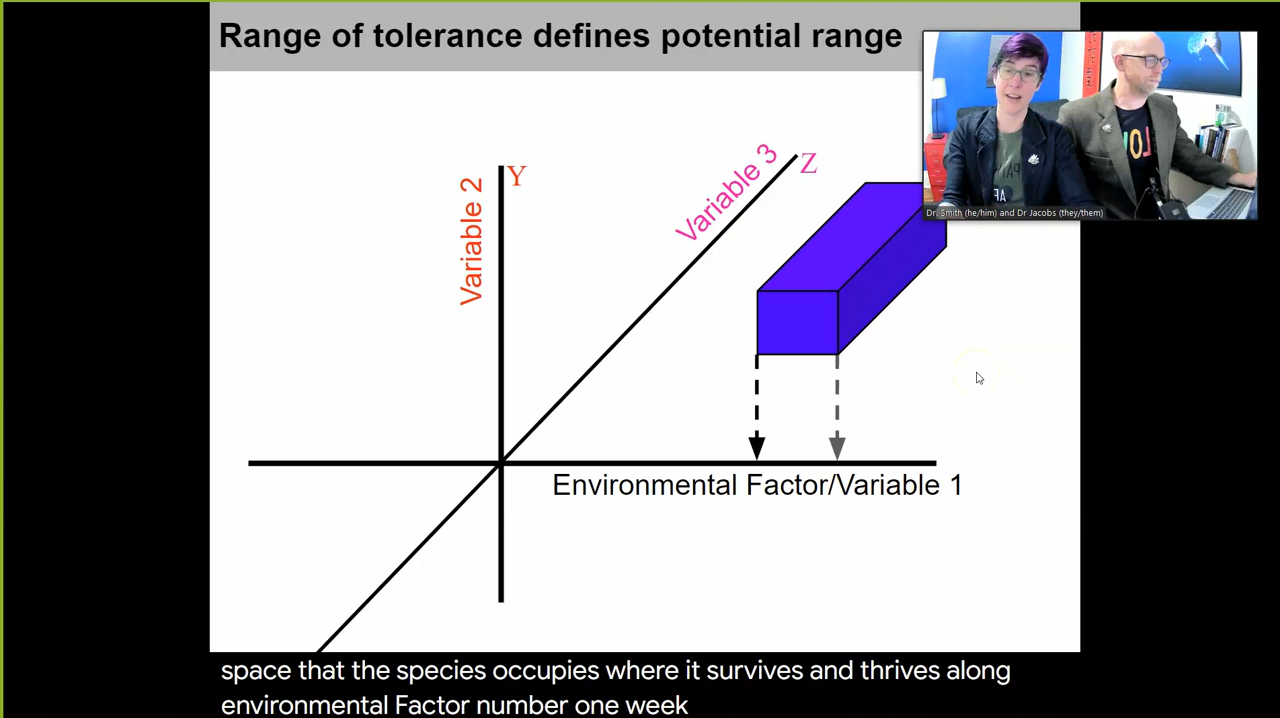 Range of tolerance defines potential range
Dr. Smith (he/him) and Dr Jacobs (they/them)
Y
Z
Variable 2
Variable 3
Environmental Factor/Variable 1
space that the species occupies where it survives and thrives along
environmental Factor number one week